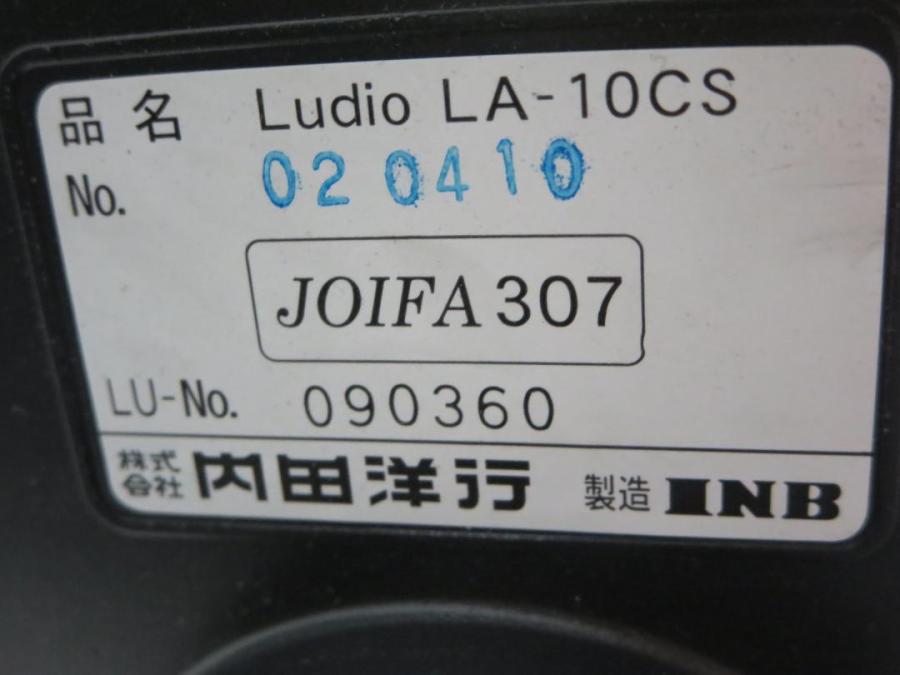 品名 Ludio LA-10CS
No. 020410
JOIFA 307
LU-No. 090360
株式会社 内田洋行 製造 INB